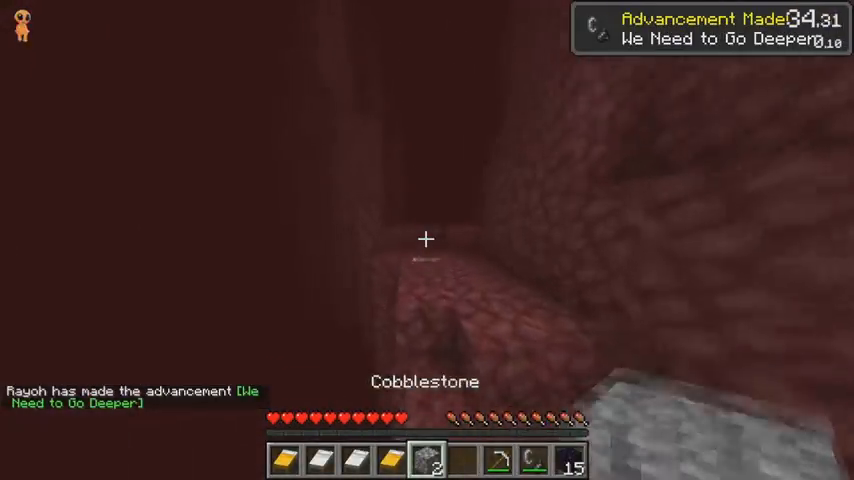 Advancement Made
34.31
We Need to Go Deeper
0.10
Cobblestone
Rayoh has made the advancement [We
Need to Go Deeper]
2
15